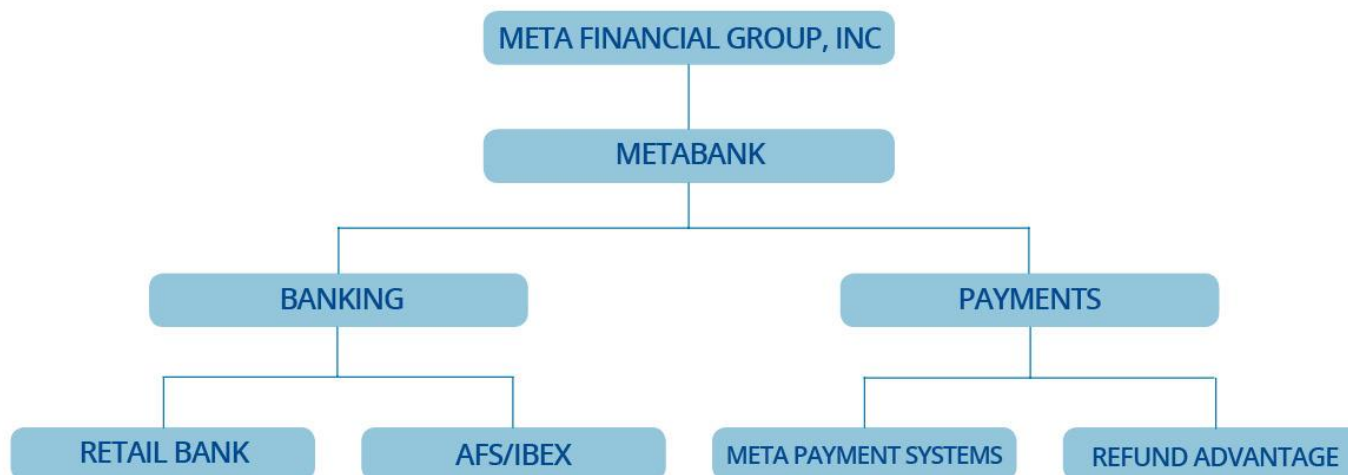 META FINANCIAL GROUP, INC
METABANK
BANKING
PAYMENTS
RETAIL BANK
AFS/IBEX
META PAYMENT SYSTEMS
REFUND ADVANTAGE